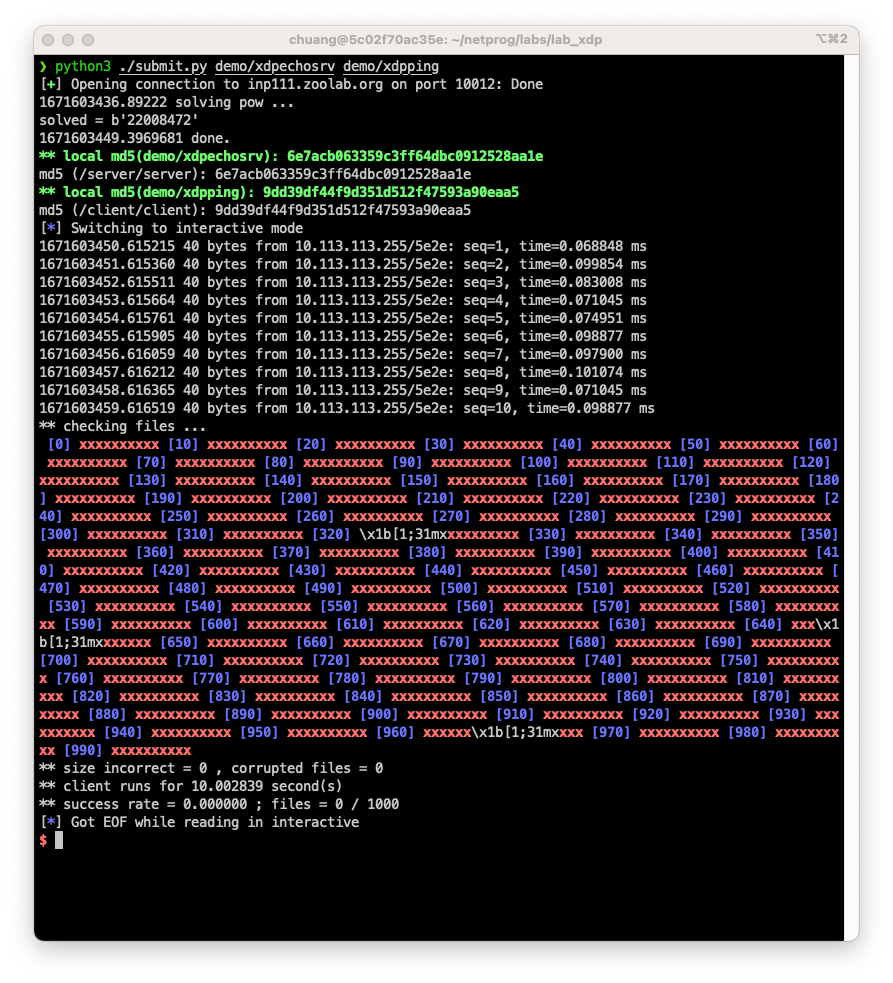 chuang@5c02f70ac35e: ~/netprog/labs/lab_xdp
⌥⌘2
❯ python3 ./submit.py demo/xdpechosrv demo/xdpping
[+] Opening connection to inp111.zoolab.org on port 10012: Done
1671603436.89222 solving pow ...
solved = b'22008472'
1671603449.3969681 done.
** local md5(demo/xdpechosrv): 6e7acb063359c3ff64dbc0912528aa1e
md5 (/server/server): 6e7acb063359c3ff64dbc0912528aa1e
** local md5(demo/xdpping): 9dd39df44f9d351d512f47593a90eaa5
md5 (/client/client): 9dd39df44f9d351d512f47593a90eaa5
[*] Switching to interactive mode
1671603450.615215 40 bytes from 10.113.113.255/5e2e: seq=1, time=0.068848 ms
1671603451.615360 40 bytes from 10.113.113.255/5e2e: seq=2, time=0.099854 ms
1671603452.615511 40 bytes from 10.113.113.255/5e2e: seq=3, time=0.083008 ms
1671603453.615664 40 bytes from 10.113.113.255/5e2e: seq=4, time=0.071045 ms
1671603454.615761 40 bytes from 10.113.113.255/5e2e: seq=5, time=0.074951 ms
1671603455.615905 40 bytes from 10.113.113.255/5e2e: seq=6, time=0.098877 ms
1671603456.616059 40 bytes from 10.113.113.255/5e2e: seq=7, time=0.097900 ms
1671603457.616212 40 bytes from 10.113.113.255/5e2e: seq=8, time=0.101074 ms
1671603458.616365 40 bytes from 10.113.113.255/5e2e: seq=9, time=0.071045 ms
1671603459.616519 40 bytes from 10.113.113.255/5e2e: seq=10, time=0.098877 ms
** checking files ...
[0] xxxxxxxxxx [10] xxxxxxxxxx [20] xxxxxxxxxx [30] xxxxxxxxxx [40] xxxxxxxxxx [50] xxxxxxxxxx [60]
xxxxxxxxxx [70] xxxxxxxxxx [80] xxxxxxxxxx [90] xxxxxxxxxx [100] xxxxxxxxxx [110] xxxxxxxxxx [120]
xxxxxxxxxx [130] xxxxxxxxxx [140] xxxxxxxxxx [150] xxxxxxxxxx [160] xxxxxxxxxx [170] xxxxxxxxxx [180
] xxxxxxxxxx [190] xxxxxxxxxx [200] xxxxxxxxxx [210] xxxxxxxxxx [220] xxxxxxxxxx [230] xxxxxxxxxx [2
40] xxxxxxxxxx [250] xxxxxxxxxx [260] xxxxxxxxxx [270] xxxxxxxxxx [280] xxxxxxxxxx [290] xxxxxxxxxx
[300] xxxxxxxxxx [310] xxxxxxxxxx [320] \x1b[1;31mxxxxxxxxxx [330] xxxxxxxxxx [340] xxxxxxxxxx [350]
xxxxxxxxxx [360] xxxxxxxxxx [370] xxxxxxxxxx [380] xxxxxxxxxx [390] xxxxxxxxxx [400] xxxxxxxxxx [41
0] xxxxxxxxxx [420] xxxxxxxxxx [430] xxxxxxxxxx [440] xxxxxxxxxx [450] xxxxxxxxxx [460] xxxxxxxxxx [
470] xxxxxxxxxx [480] xxxxxxxxxx [490] xxxxxxxxxx [500] xxxxxxxxxx [510] xxxxxxxxxx [520] xxxxxxxxxx
[530] xxxxxxxxxx [540] xxxxxxxxxx [550] xxxxxxxxxx [560] xxxxxxxxxx [570] xxxxxxxxxx [580] xxxxxxxx
xx [590] xxxxxxxxxx [600] xxxxxxxxxx [610] xxxxxxxxxx [620] xxxxxxxxxx [630] xxxxxxxxxx [640] xxx\x1
b[1;31mxxxxxxx [650] xxxxxxxxxx [660] xxxxxxxxxx [670] xxxxxxxxxx [680] xxxxxxxxxx [690] xxxxxxxxxx
[700] xxxxxxxxxx [710] xxxxxxxxxx [720] xxxxxxxxxx [730] xxxxxxxxxx [740] xxxxxxxxxx [750] xxxxxxxxx
x [760] xxxxxxxxxx [770] xxxxxxxxxx [780] xxxxxxxxxx [790] xxxxxxxxxx [800] xxxxxxxxxx [810] xxxxxxx
xxx [820] xxxxxxxxxx [830] xxxxxxxxxx [840] xxxxxxxxxx [850] xxxxxxxxxx [860] xxxxxxxxxx [870] xxxxx
xxxxx [880] xxxxxxxxxx [890] xxxxxxxxxx [900] xxxxxxxxxx [910] xxxxxxxxxx [920] xxxxxxxxxx [930] xxx
xxxxxxx [940] xxxxxxxxxx [950] xxxxxxxxxx [960] xxxxxx\x1b[1;31mxxxx [970] xxxxxxxxxx [980] xxxxxxxx
xx [990] xxxxxxxxxx
** size incorrect = 0 , corrupted files = 0
** client runs for 10.002839 second(s)
** success rate = 0.000000 ; files = 0 / 1000
[*] Got EOF while reading in interactive
$